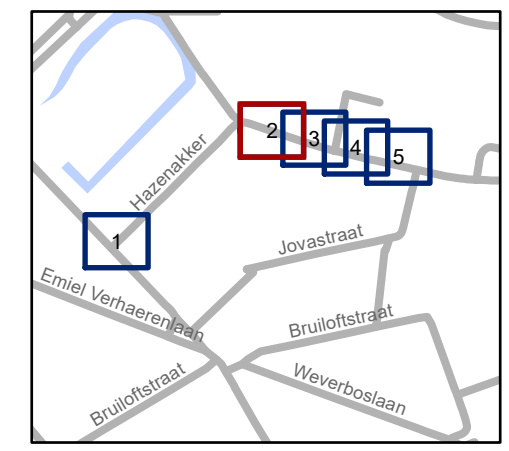 2
3
4
5
Hazenakker
1
Jovastraat
Emiel Verhaerenlaan
Bruiloftstraat
Weverboslaan
Bruiloftstraat